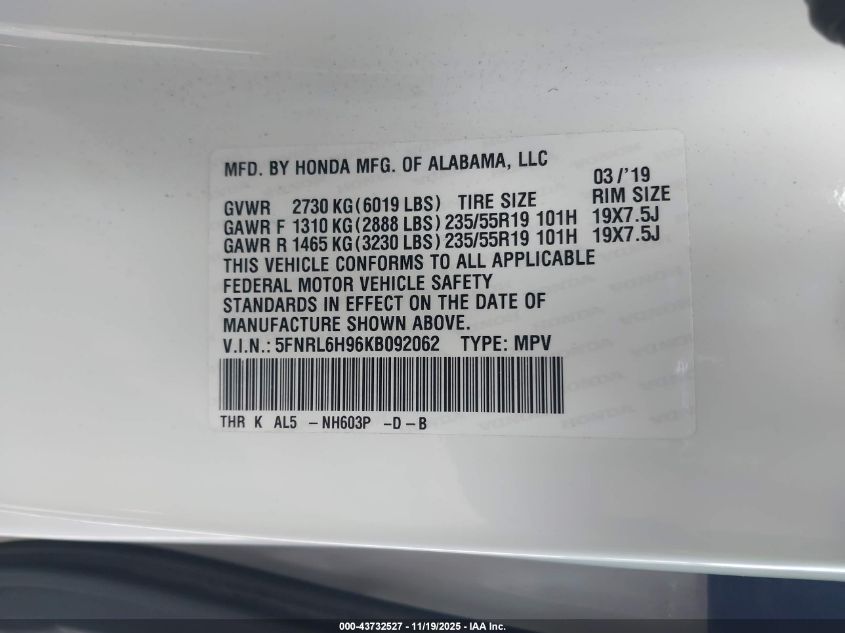 MFD. BY HONDA MFG. OF ALABAMA, LLC
03/'19
GVWR 2730 KG(6019 LBS) TIRE SIZE RIM SIZE
GAWR F 1310 KG(2888 LBS) 235/55R19 101H 19X7.5J
GAWR R 1465 KG(3230 LBS) 235/55R19 101H 19X7.5J
THIS VEHICLE CONFORMS TO ALL APPLICABLE
FEDERAL MOTOR VEHICLE SAFETY
STANDARDS IN EFFECT ON THE DATE OF
MANUFACTURE SHOWN ABOVE.
V.I.N.: 5FNRL6H96KB092062 TYPE: MPV
THR K AL5 -NH603P -D-B
000-43732527 - 11/19/2025 - IAA Inc.